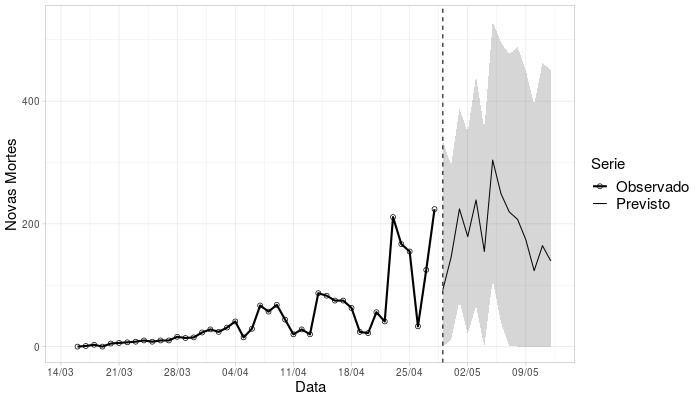 Novas Mortes
400
200
0
14/03
21/03
28/03
04/04
11/04
18/04
25/04
02/05
09/05
Data
Serie
Observado
Previsto